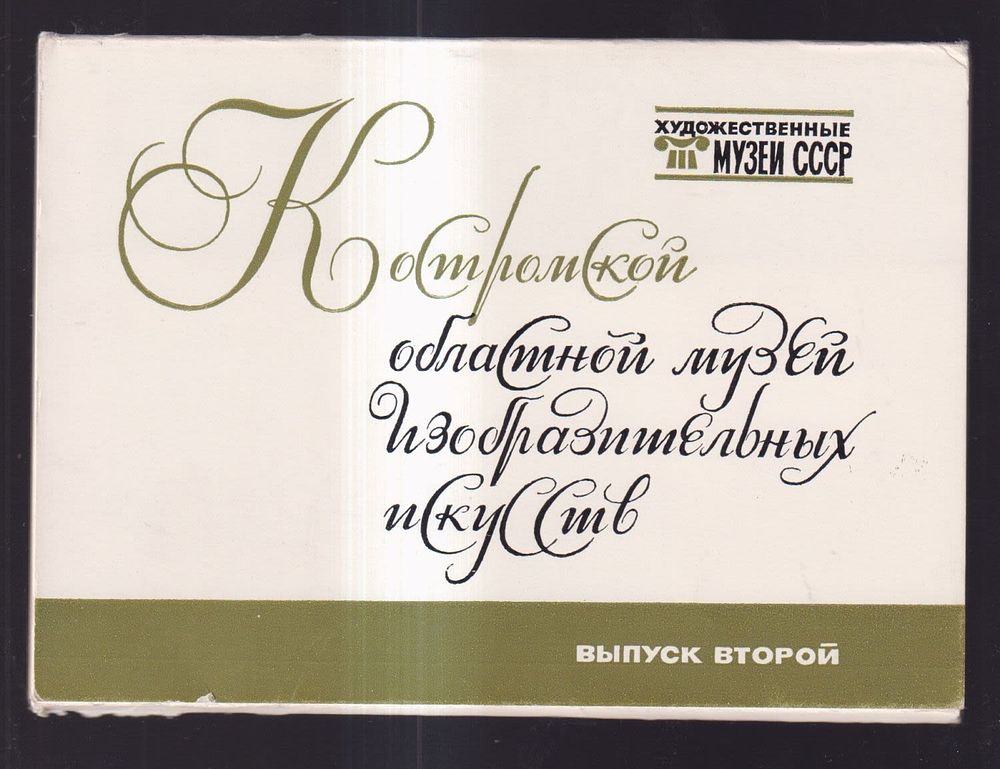 ХУДОЖЕСТВЕННЫЕ
МУЗЕИ СССР
Костромской
областной музей
Изобразительных
искусств
ВЫПУСК ВТОРОЙ